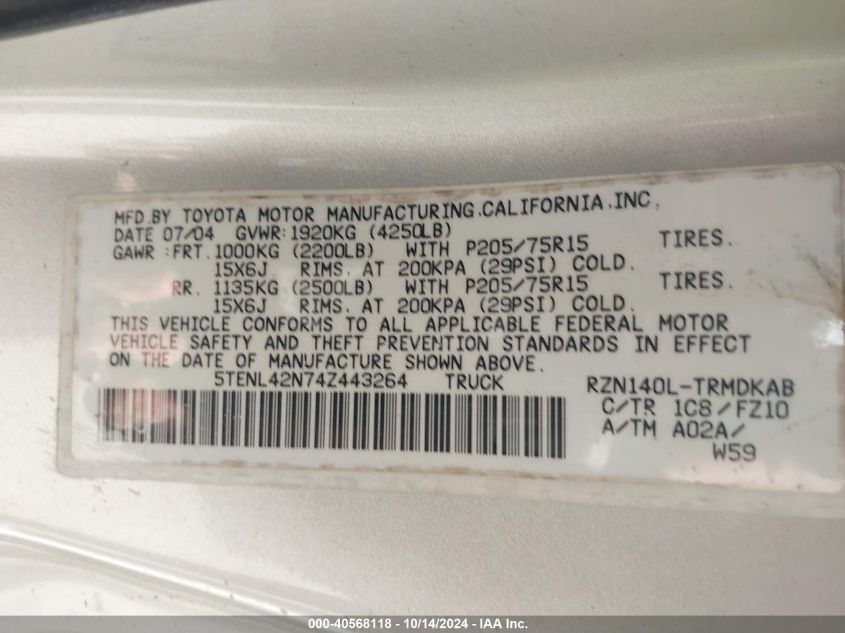 MFD.BY TOYOTA MOTOR MANUFACTURING.CALIFORNIA.INC.
DATE 07/04 GVWR:1920KG (4250LB)
GAWR :FRT. 1000KG (2200LB) WITH P205/75R15 TIRES.
15X6J RIMS. AT 200KPA (29PSI) COLD.
RR. 1135KG (2500LB) WITH P205/75R15 TIRES.
15X6J RIMS. AT 200KPA (29PSI) COLD.
THIS VEHICLE CONFORMS TO ALL APPLICABLE FEDERAL MOTOR
VEHICLE SAFETY AND THEFT PREVENTION STANDARDS IN EFFECT
ON THE DATE OF MANUFACTURE SHOWN ABOVE.
5TENL42N74Z443264 TRUCK RZN140L-TRMDKAB
C/TR 1C8/FZ10
A/TM A02A/
W59
000-40568118 - 10/14/2024 - IAA Inc.